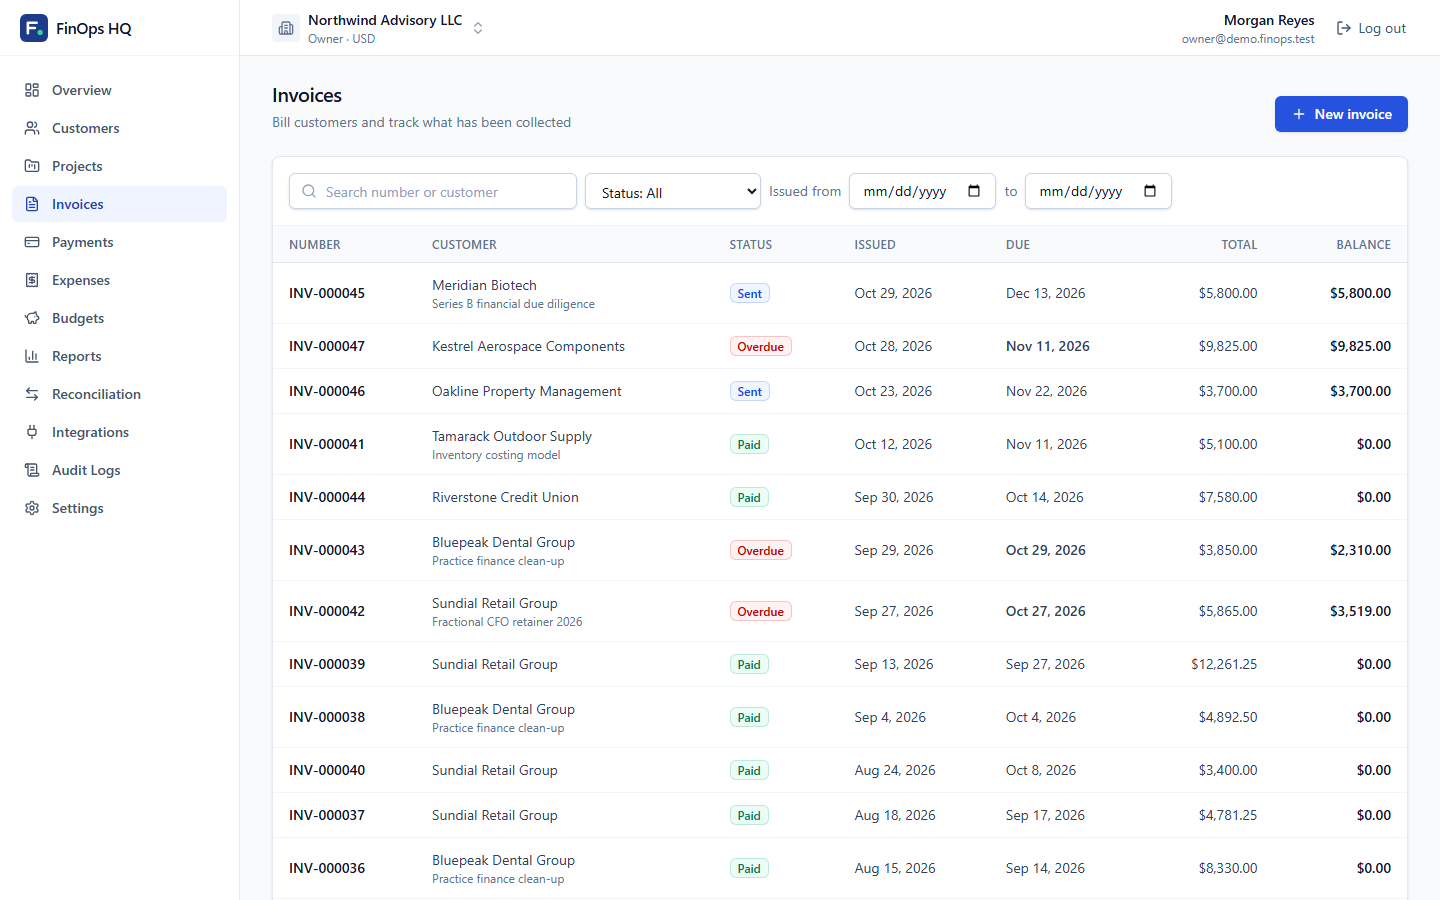 FinOps HQ
Northwind Advisory LLC
Owner · USD
Morgan Reyes
owner@demo.finops.test
Log out
Overview
Customers
Projects
Invoices
Payments
Expenses
Budgets
Reports
Reconciliation
Integrations
Audit Logs
Settings
Invoices
Bill customers and track what has been collected
New invoice
Search number or customer
Status: All
Issued from
mm/dd/yyyy
to
mm/dd/yyyy
NUMBER CUSTOMER STATUS ISSUED DUE TOTAL BALANCE
INV-000045 Meridian Biotech Sent Oct 29, 2026 Dec 13, 2026 $5,800.00 $5,800.00
Series B financial due diligence
INV-000047 Kestrel Aerospace Components Overdue Oct 28, 2026 Nov 11, 2026 $9,825.00 $9,825.00
INV-000046 Oakline Property Management Sent Oct 23, 2026 Nov 22, 2026 $3,700.00 $3,700.00
INV-000041 Tamarack Outdoor Supply Paid Oct 12, 2026 Nov 11, 2026 $5,100.00 $0.00
Inventory costing model
INV-000044 Riverstone Credit Union Paid Sep 30, 2026 Oct 14, 2026 $7,580.00 $0.00
INV-000043 Bluepeak Dental Group Overdue Sep 29, 2026 Oct 29, 2026 $3,850.00 $2,310.00
Practice finance clean-up
INV-000042 Sundial Retail Group Overdue Sep 27, 2026 Oct 27, 2026 $5,865.00 $3,519.00
Fractional CFO retainer 2026
INV-000039 Sundial Retail Group Paid Sep 13, 2026 Sep 27, 2026 $12,261.25 $0.00
INV-000038 Bluepeak Dental Group Paid Sep 4, 2026 Oct 4, 2026 $4,892.50 $0.00
Practice finance clean-up
INV-000040 Sundial Retail Group Paid Aug 24, 2026 Oct 8, 2026 $3,400.00 $0.00
INV-000037 Sundial Retail Group Paid Aug 18, 2026 Sep 17, 2026 $4,781.25 $0.00
INV-000036 Bluepeak Dental Group Paid Aug 15, 2026 Sep 14, 2026 $8,330.00 $0.00
Practice finance clean-up